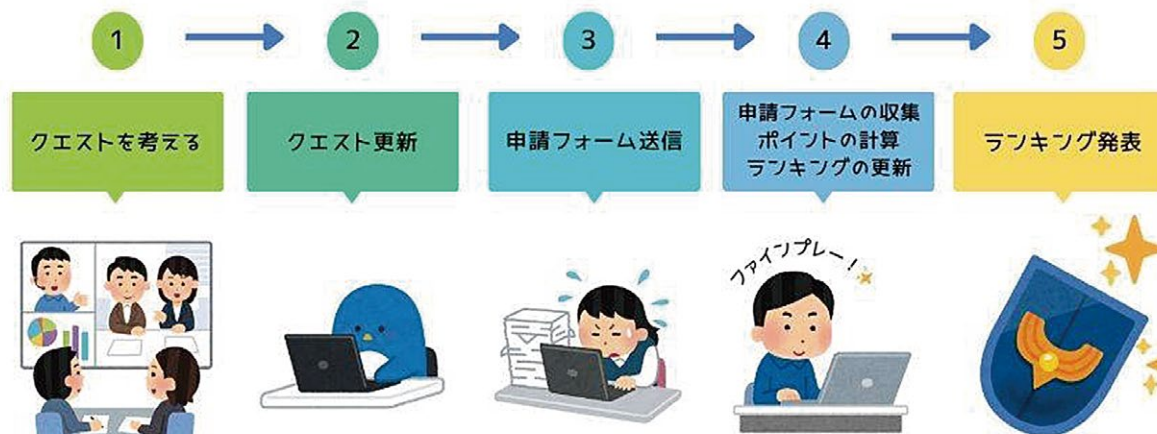 1
2
3
4
5
クエストを考える
クエスト更新
申請フォーム送信
申請フォームの収集
ポイントの計算
ランキングの更新
ランキング発表
ファインプレー!